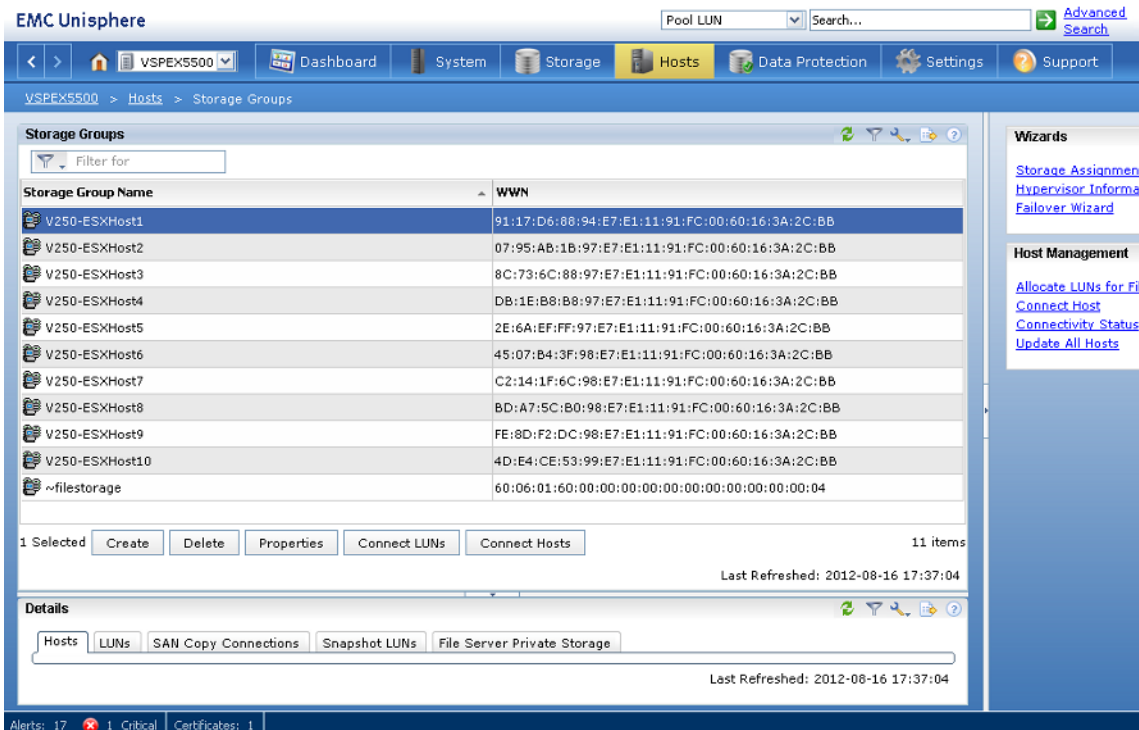 EMC Unisphere
Pool LUN
Search...
Advanced Search
VSPEX5500
Dashboard
System
Storage
Hosts
Data Protection
Settings
Support
VSPEX5500 > Hosts > Storage Groups
Storage Groups
Filter for
Storage Group Name WWN
V250-ESXHost1 91:17:D6:88:94:E7:E1:11:91:FC:00:60:16:3A:2C:BB
V250-ESXHost2 07:95:AB:1B:97:E7:E1:11:91:FC:00:60:16:3A:2C:BB
V250-ESXHost3 8C:73:6C:88:97:E7:E1:11:91:FC:00:60:16:3A:2C:BB
V250-ESXHost4 DB:1E:B8:B8:97:E7:E1:11:91:FC:00:60:16:3A:2C:BB
V250-ESXHost5 2E:6A:EF:FF:97:E7:E1:11:91:FC:00:60:16:3A:2C:BB
V250-ESXHost6 45:07:B4:3F:98:E7:E1:11:91:FC:00:60:16:3A:2C:BB
V250-ESXHost7 C2:14:1F:6C:98:E7:E1:11:91:FC:00:60:16:3A:2C:BB
V250-ESXHost8 BD:A7:5C:B0:98:E7:E1:11:91:FC:00:60:16:3A:2C:BB
V250-ESXHost9 FE:8D:F2:DC:98:E7:E1:11:91:FC:00:60:16:3A:2C:BB
V250-ESXHost10 4D:E4:CE:53:99:E7:E1:11:91:FC:00:60:16:3A:2C:BB
~filestorage 60:06:01:60:00:00:00:00:00:00:00:00:00:00:00:04
1 Selected Create Delete Properties Connect LUNs Connect Hosts 11 items
Last Refreshed: 2012-08-16 17:37:04
Details
Hosts LUNs SAN Copy Connections Snapshot LUNs File Server Private Storage
Last Refreshed: 2012-08-16 17:37:04
Wizards
Storage Assignmen
Hypervisor Informa
Failover Wizard
Host Management
Allocate LUNs for Fi
Connect Host
Connectivity Status
Update All Hosts
Alerts: 17 1 Critical Certificates: 1